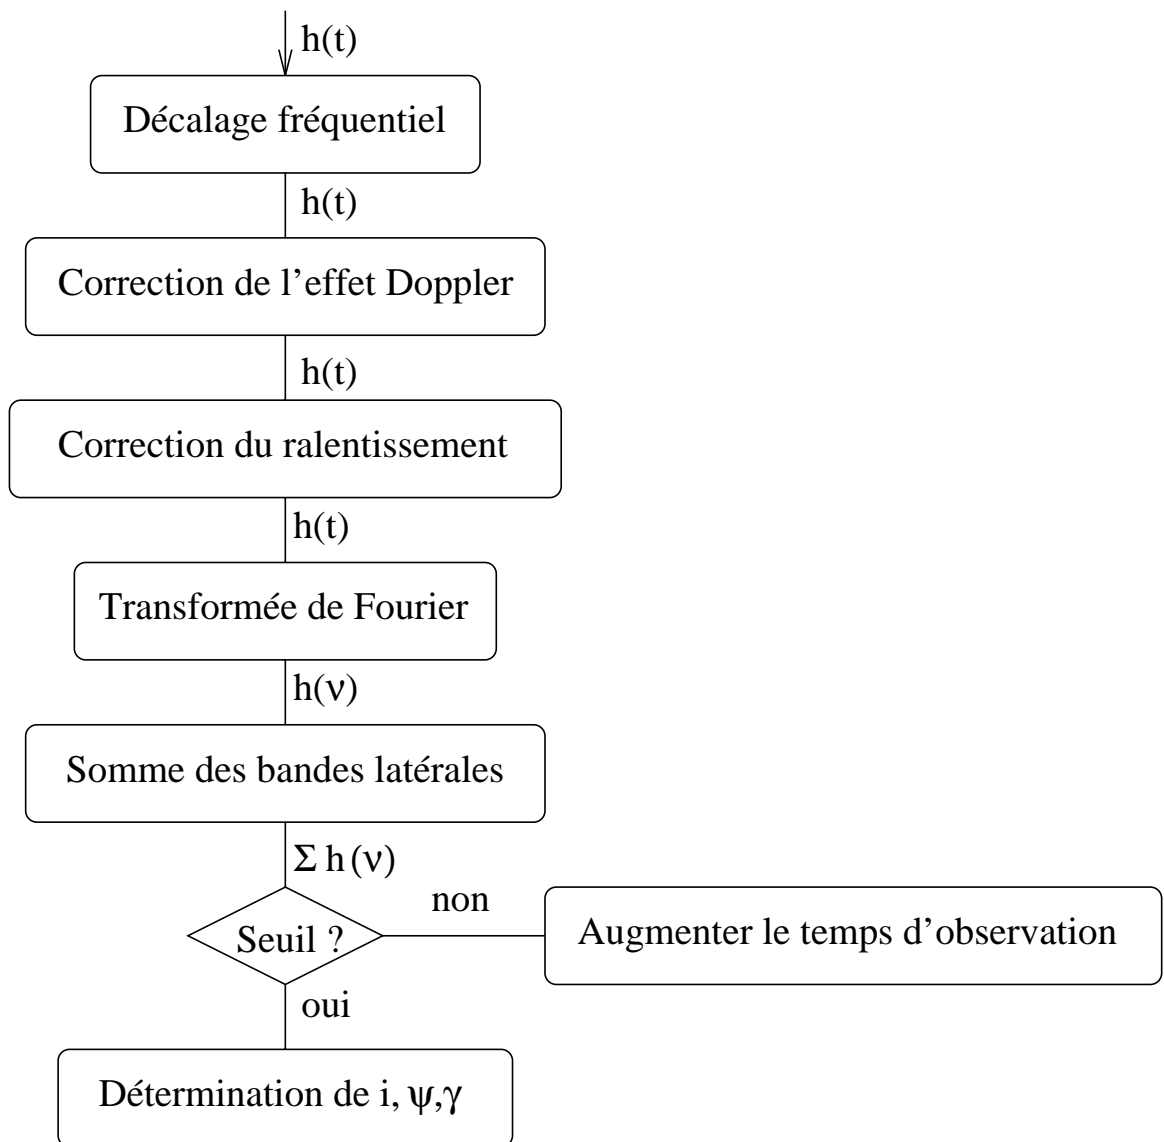 h(t)
Décalage fréquentiel
h(t)
Correction de l'effet Doppler
h(t)
Correction du ralentissement
h(t)
Transformée de Fourier
h(ν)
Somme des bandes latérales
Σ h(ν)
non
Seuil ?
Augmenter le temps d'observation
oui
Détermination de i, ψ,γ